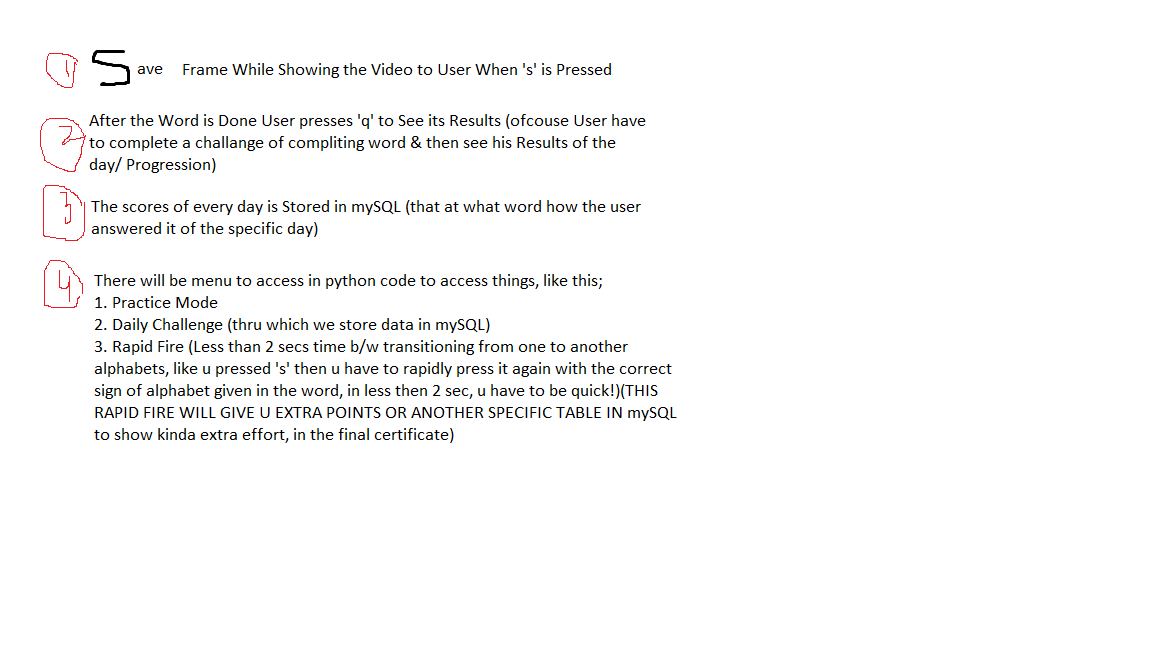 1 Save Frame While Showing the Video to User When 's' is Pressed
2 After the Word is Done User presses 'q' to See its Results (ofcouse User have
to complete a challange of compliting word & then see his Results of the
day/ Progression)
3 The scores of every day is Stored in mySQL (that at what word how the user
answered it of the specific day)
4 There will be menu to access in python code to access things, like this;
1. Practice Mode
2. Daily Challenge (thru which we store data in mySQL)
3. Rapid Fire (Less than 2 secs time b/w transitioning from one to another
alphabets, like u pressed 's' then u have to rapidly press it again with the correct
sign of alphabet given in the word, in less then 2 sec, u have to be quick!)(THIS
RAPID FIRE WILL GIVE U EXTRA POINTS OR ANOTHER SPECIFIC TABLE IN mySQL
to show kinda extra effort, in the final certificate)